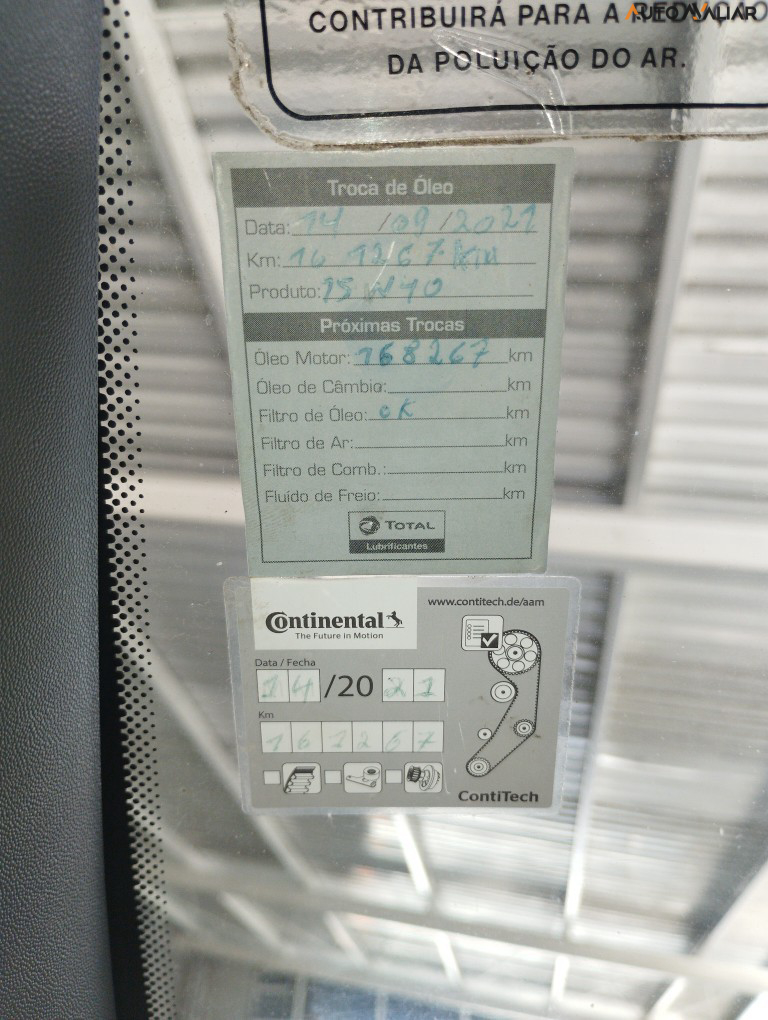 CONTRIBUIRÁ PARA A
AUTOAVALIAR
DA POLUIÇÃO DO AR.
Troca de Óleo
Data: 14/09/2021
Km: 161267 km
Produto: 15W40
Próximas Trocas
Óleo Motor: 168267 km
Óleo de Câmbio: km
Filtro de Óleo: OK km
Filtro de Ar: km
Filtro de Comb.: km
Fluído de Freio: km
TOTAL
Lubrificantes
Continental
The Future in Motion
www.contitech.de/aam
Data / Fecha
14/20 21
Km
161267
ContiTech